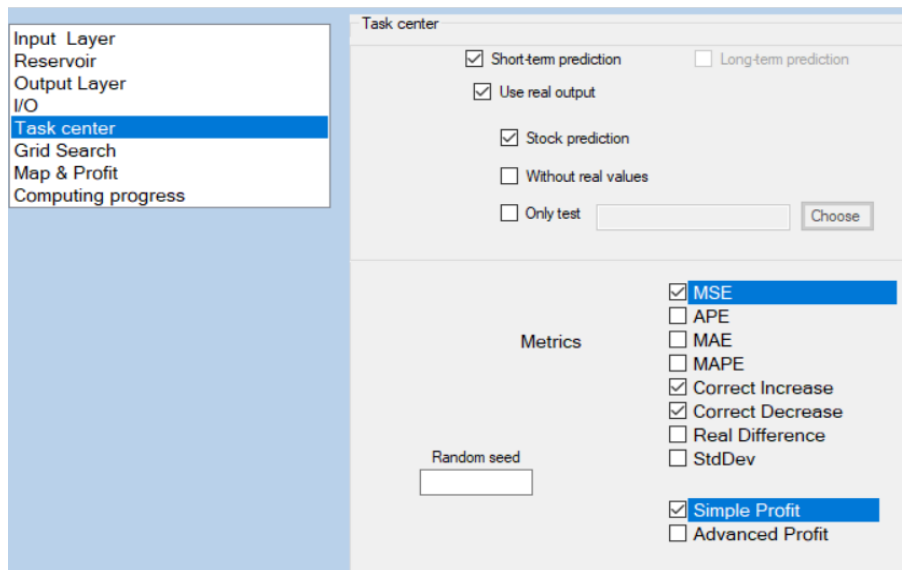 Input Layer
Reservoir
Output Layer
I/O
Task center
Grid Search
Map & Profit
Computing progress
Task center
Short-term prediction
Long-term prediction
Use real output
Stock prediction
Without real values
Only test
Choose
Metrics
MSE
APE
MAE
MAPE
Correct Increase
Correct Decrease
Real Difference
StdDev
Random seed
Simple Profit
Advanced Profit